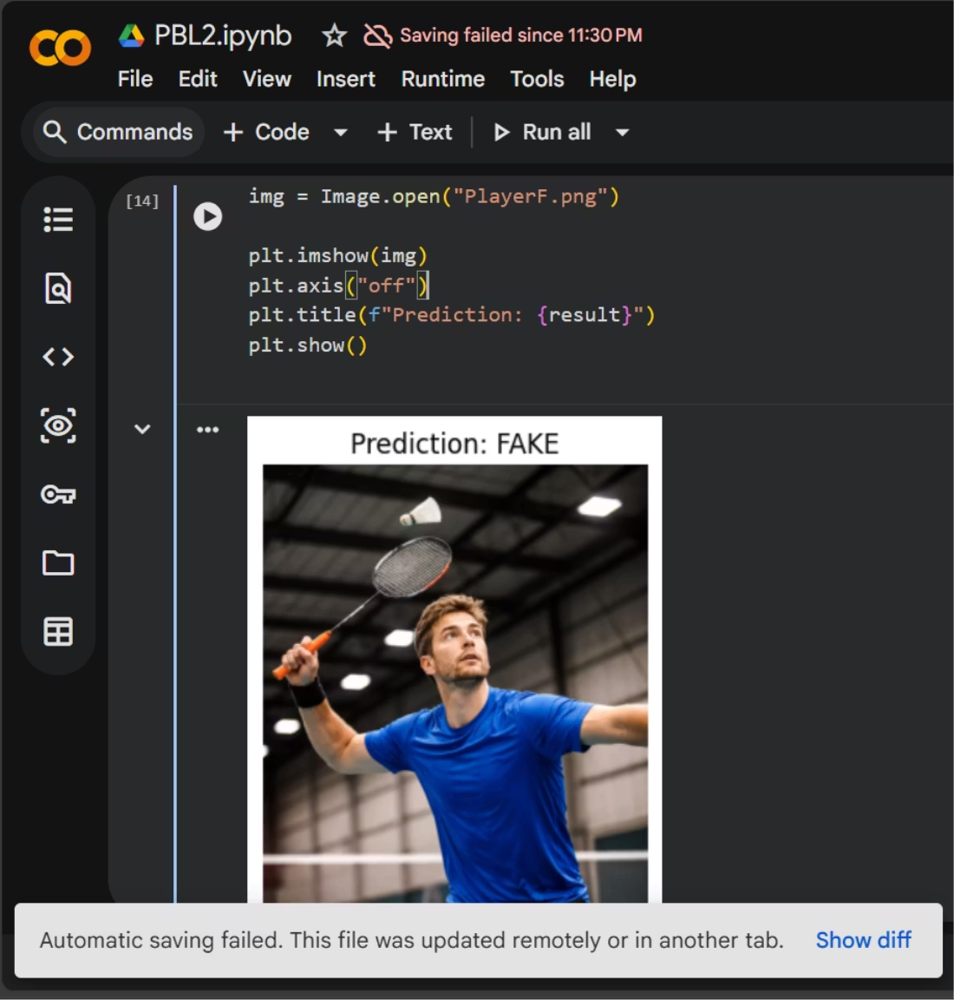 PBL2.ipynb
Saving failed since 11:30 PM
File Edit View Insert Runtime Tools Help
Commands + Code + Text Run all
[14]
img = Image.open("PlayerF.png")
plt.imshow(img)
plt.axis("off")
plt.title(f"Prediction: {result}")
plt.show()
Prediction: FAKE
Automatic saving failed. This file was updated remotely or in another tab. Show diff